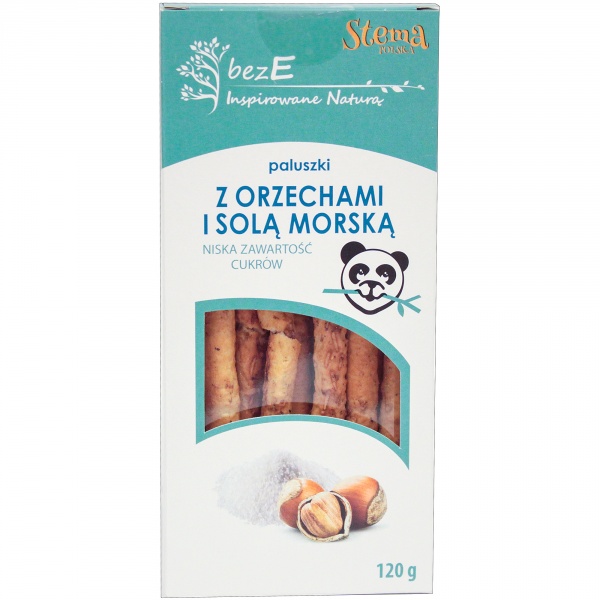 Stema
POLSKA
bezE
Inspirowane Naturą
paluszki
Z ORZECHAMI
I SOLĄ MORSKĄ
NISKA ZAWARTOŚĆ
CUKRÓW
120 g